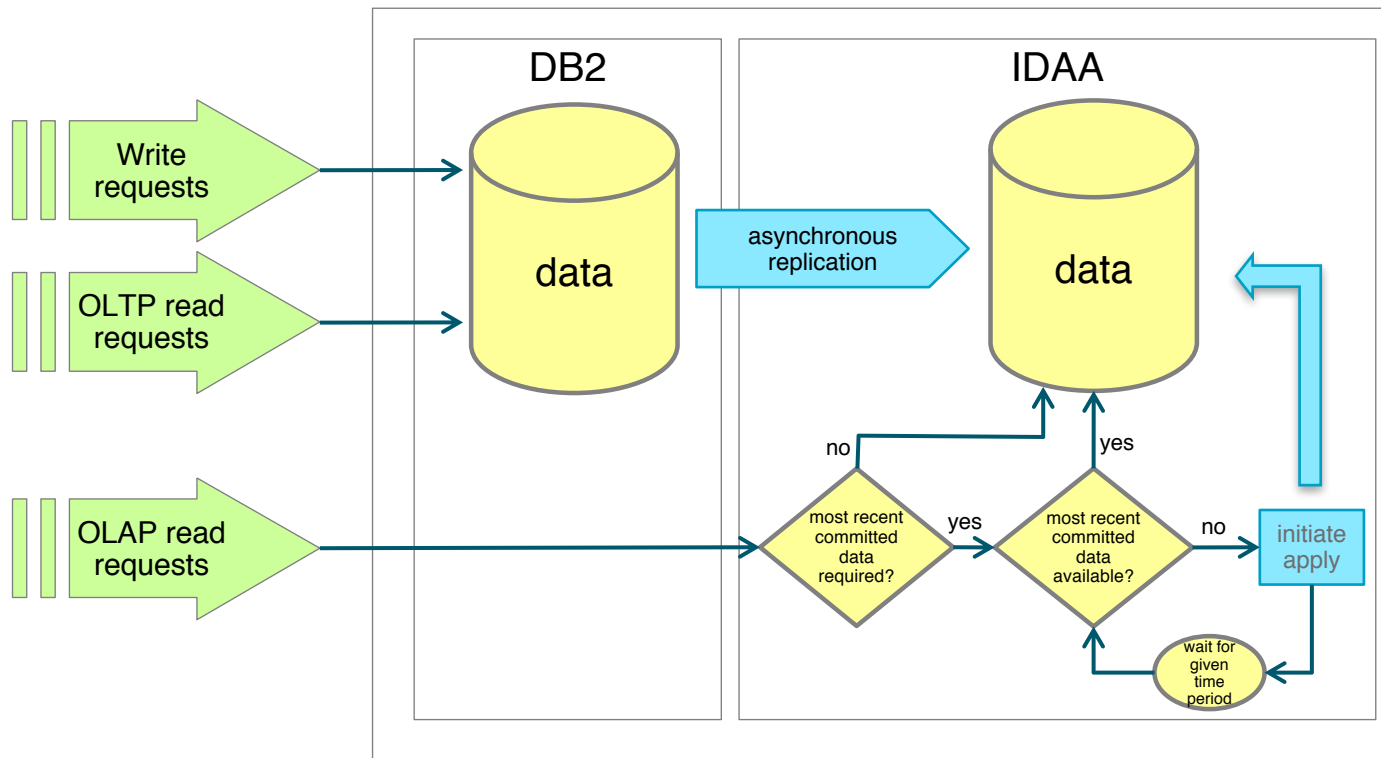 DB2
IDAA
Write
requests
data
asynchronous
replication
data
OLTP read
requests
no
yes
OLAP read
requests
most recent
committed
data
required?
yes
most recent
committed
data
available?
no
initiate
apply
wait for
given
time
period